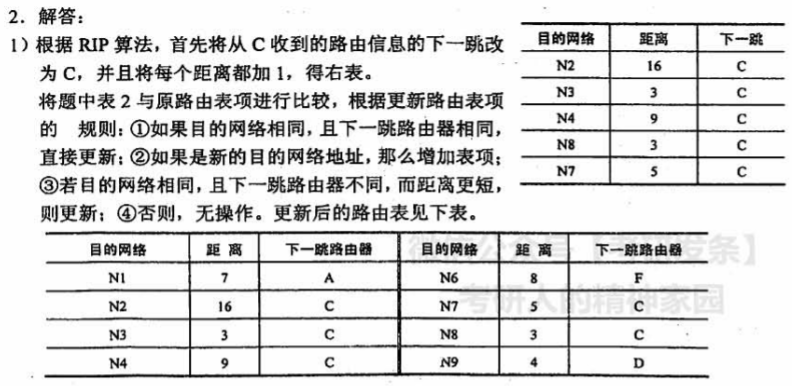 2．解答：
1）根据 RIP 算法，首先将从 C 收到的路由信息的下一跳改
为 C，并且将每个距离都加 1，得右表。
将题中表 2 与原路由表项进行比较，根据更新路由表项
的 规则：①如果目的网络相同，且下一跳路由器相同，
直接更新；②如果是新的目的网络地址，那么增加表项；
③若目的网络相同，且下一跳路由器不同，而距离更短，
则更新；④否则，无操作。更新后的路由表见下表。
目的网络 距离 下一跳
N2 16 C
N3 3 C
N4 9 C
N8 3 C
N7 5 C
目的网络 距 离 下一跳路由器 目的网络 距 离 下一跳路由器
N1 7 A N6 8 F
N2 16 C N7 5 C
N3 3 C N8 3 C
N4 9 C N9 4 D
考研人的精神家园